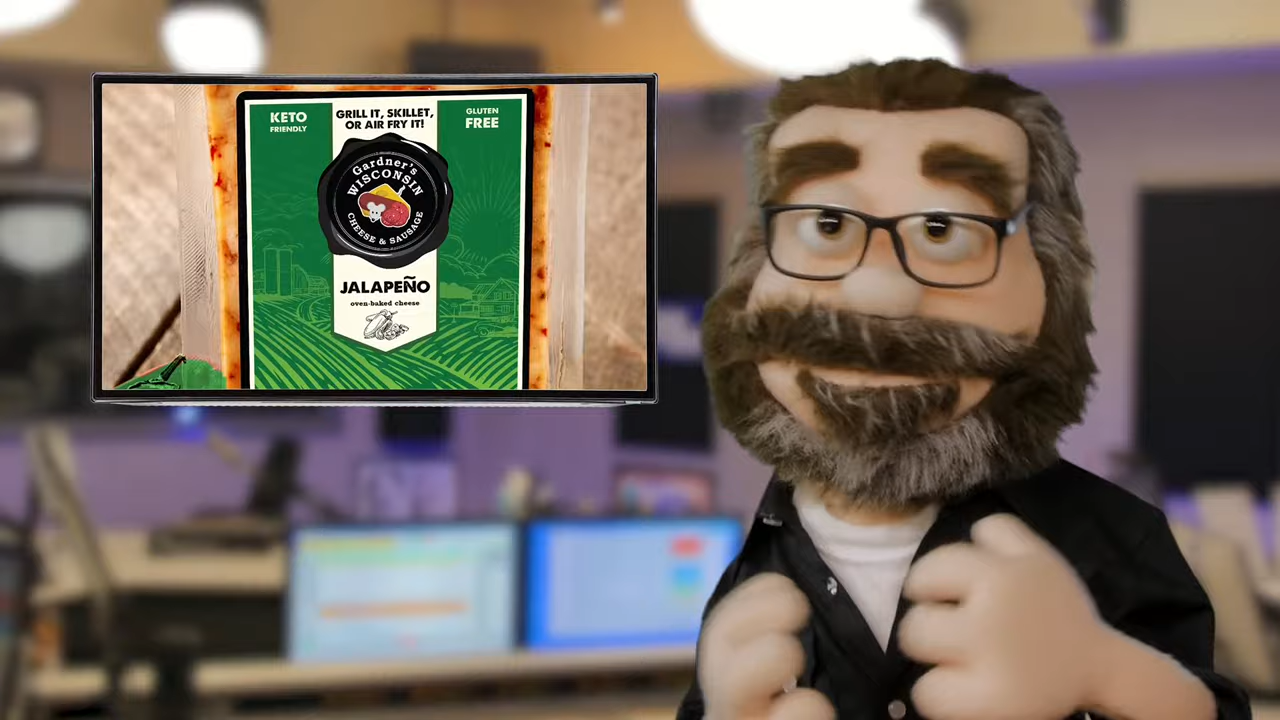 KETO
FRIENDLY
GRILL IT, SKILLET,
OR AIR FRY IT!
GLUTEN
FREE
Gardner's
WISCONSIN
CHEESE & SAUSAGE
JALAPEÑO
oven-baked cheese